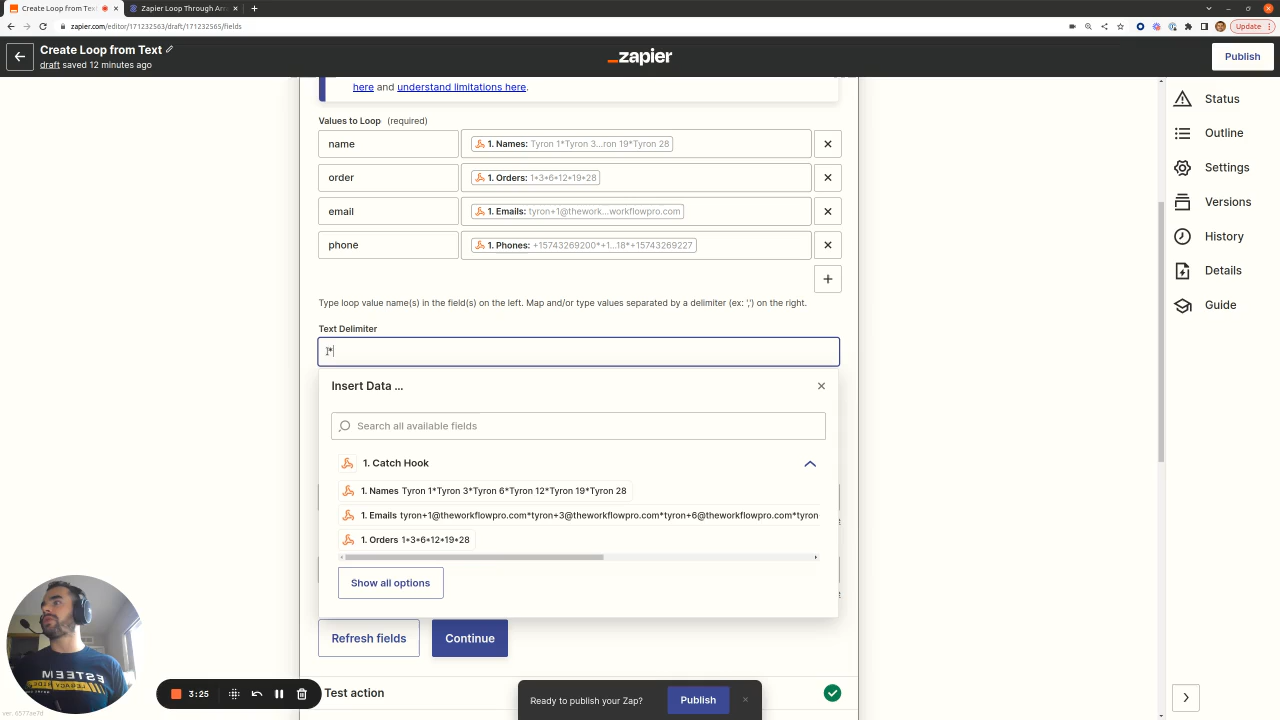 Create Loop from Text
Zapier Loop Through Arr
zapier.com/editor/171232563/draft/171232565/fields
Update
Create Loop from Text
draft saved 12 minutes ago
_zapier
Publish
here and understand limitations here.
Values to Loop (required)
name 1. Names: Tyron 1*Tyron 3...ron 19*Tyron 28
order 1. Orders: 1*3*6*12*19*28
email 1. Emails: tyron+1@thework...workflowpro.com
phone 1. Phones: +15743269200*+1...18*+15743269227
Type loop value name(s) in the field(s) on the left. Map and/or type values separated by a delimiter (ex: ',') on the right.
Text Delimiter
*
Insert Data ...
Search all available fields
1. Catch Hook
1. Names Tyron 1*Tyron 3*Tyron 6*Tyron 12*Tyron 19*Tyron 28
1. Emails tyron+1@theworkflowpro.com*tyron+3@theworkflowpro.com*tyron+6@theworkflowpro.com*tyron
1. Orders 1*3*6*12*19*28
Show all options
Refresh fields
Continue
Test action
Ready to publish your Zap?
Publish
3:25
Status
Outline
Settings
Versions
History
Details
Guide
ESTEEM